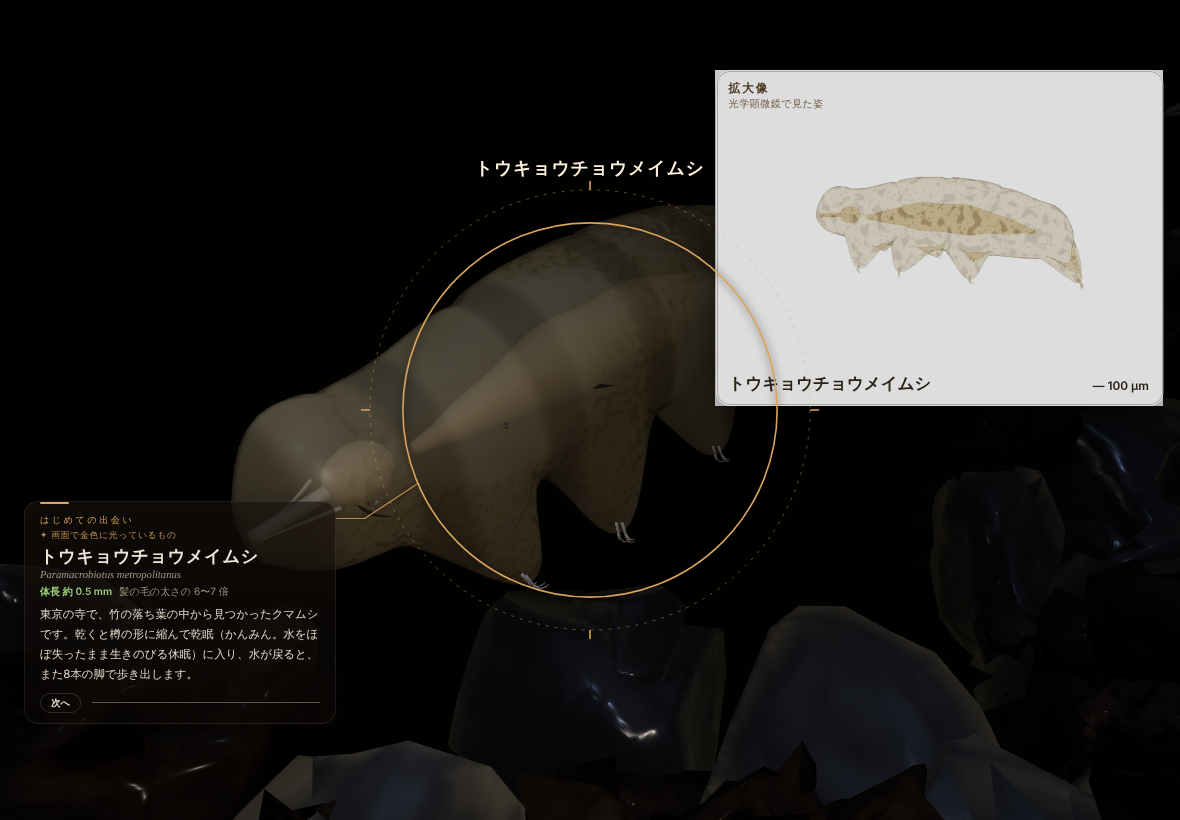 拡大像
光学顕微鏡で見た姿
トウキョウチョウメイムシ
トウキョウチョウメイムシ
— 100 µm
はじめての出会い
✦ 画面で金色に光っているもの
トウキョウチョウメイムシ
Paramacrobiotus metropolitanus
体長 約 0.5 mm 髪の毛の太さの 6〜7 倍
東京の寺で、竹の落ち葉の中から見つかったクマムシ
です。乾くと樽の形に縮んで乾眠（かんみん。水をほ
ぼ失ったまま生きのびる休眠）に入り、水が戻ると、
また8本の脚で歩き出します。
次へ